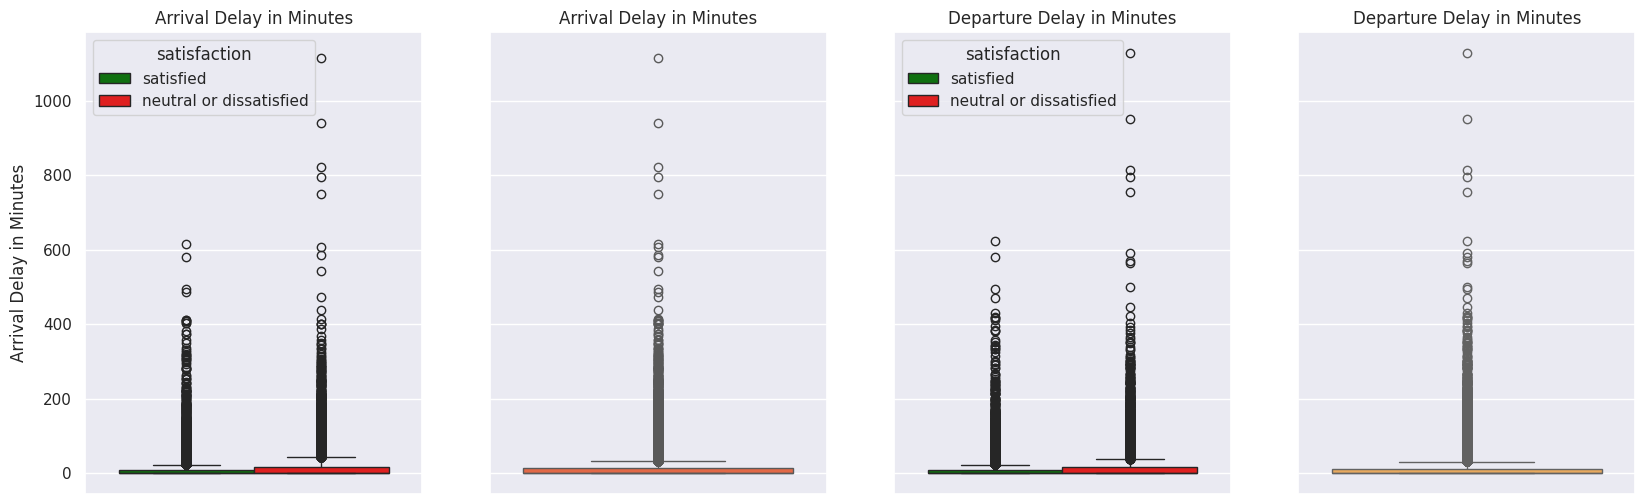 Arrival Delay in Minutes
Arrival Delay in Minutes
Departure Delay in Minutes
Departure Delay in Minutes
satisfaction
satisfied
neutral or dissatisfied
satisfaction
satisfied
neutral or dissatisfied
Arrival Delay in Minutes
1000
800
600
400
200
0